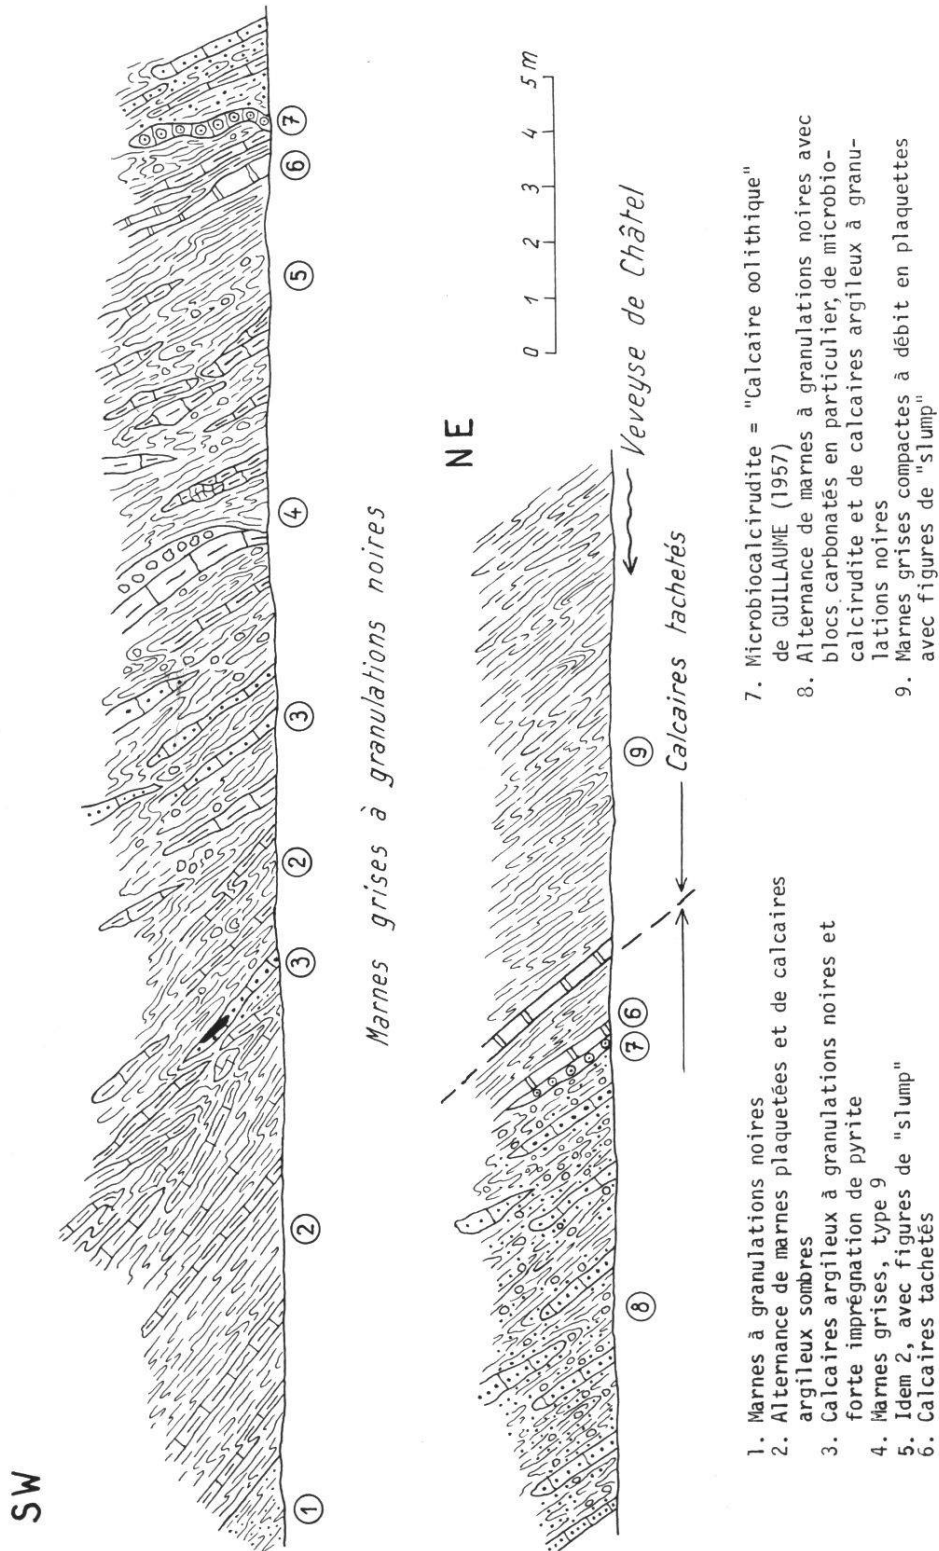 SW
① ② ③ ② ③ ④ ⑤ ⑥ ⑦
Marnes grises à granulations noires
NE
0 1 2 3 4 5 m
Veveyse de Châtel
⑧ ⑦ ⑥ ⑨
Calcaires tachetés
1. Marnes à granulations noires
2. Alternance de marnes plaquetées et de calcaires
argileux sombres
3. Calcaires argileux à granulations noires et
forte imprégnation de pyrite
4. Marnes grises, type 9
5. Idem 2, avec figures de "slump"
6. Calcaires tachetés
7. Microbiocalcirudite = "Calcaire oolithique"
de GUILLAUME (1957)
8. Alternance de marnes à granulations noires avec
blocs carbonatés en particulier, de microbio-
calcirudite et de calcaires argileux à granu-
lations noires
9. Marnes grises compactes à débit en plaquettes
avec figures de "slump"